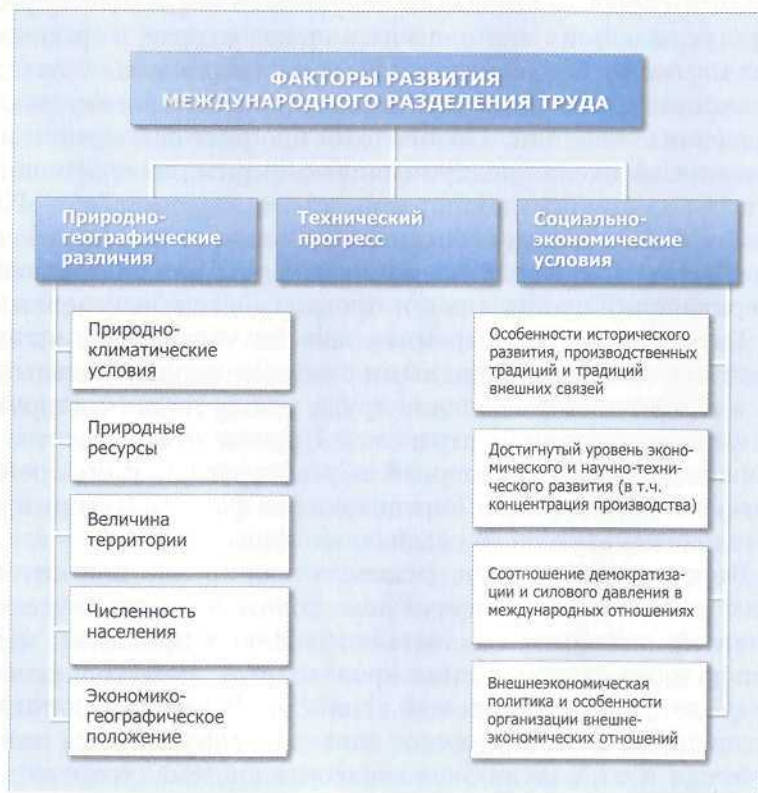 ФАКТОРЫ РАЗВИТИЯ
МЕЖДУНАРОДНОГО РАЗДЕЛЕНИЯ ТРУДА
Природно-
географические
различия
Технический
прогресс
Социально-
экономические
условия
Природно-
климатические
условия
Природные
ресурсы
Величина
территории
Численность
населения
Экономико-
географическое
положение
Особенности исторического
развития, производственных
традиций и традиций
внешних связей
Достигнутый уровень эконо-
мического и научно-техни-
ческого развития (в т.ч.
концентрация производства)
Соотношение демократиза-
ции и силового давления в
международных отношениях
Внешнеэкономическая
политика и особенности
организации внешне-
экономических отношений